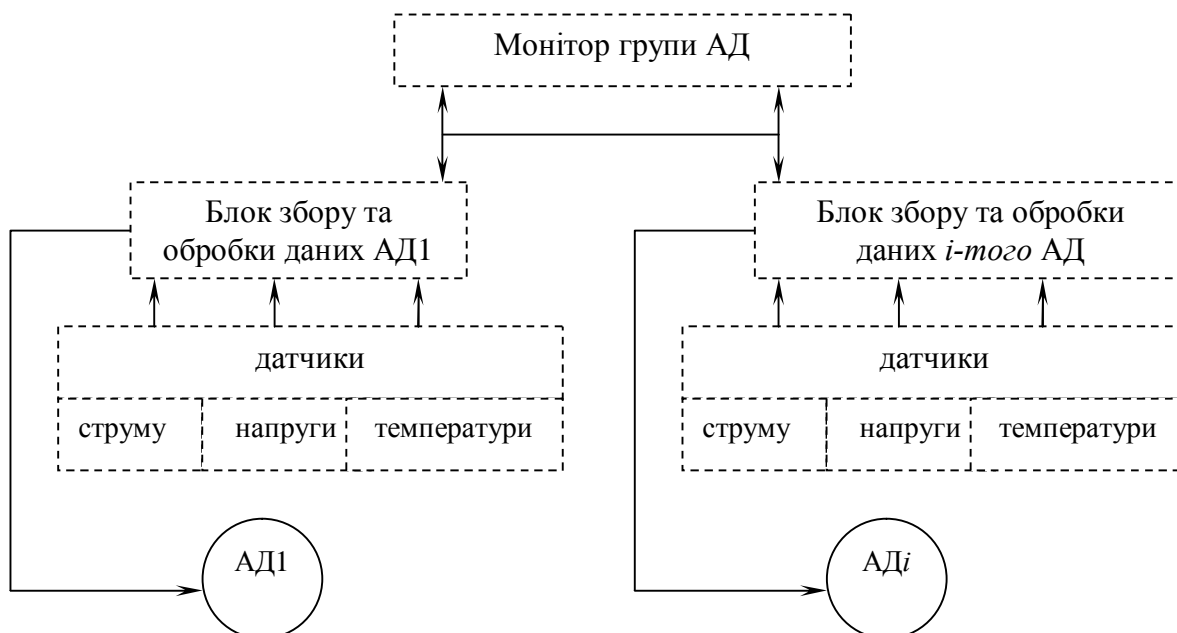 Монітор групи АД
Блок збору та
обробки даних АД1
Блок збору та обробки
даних i-того АД
датчики
струму напруги температури
датчики
струму напруги температури
АД1
АДi